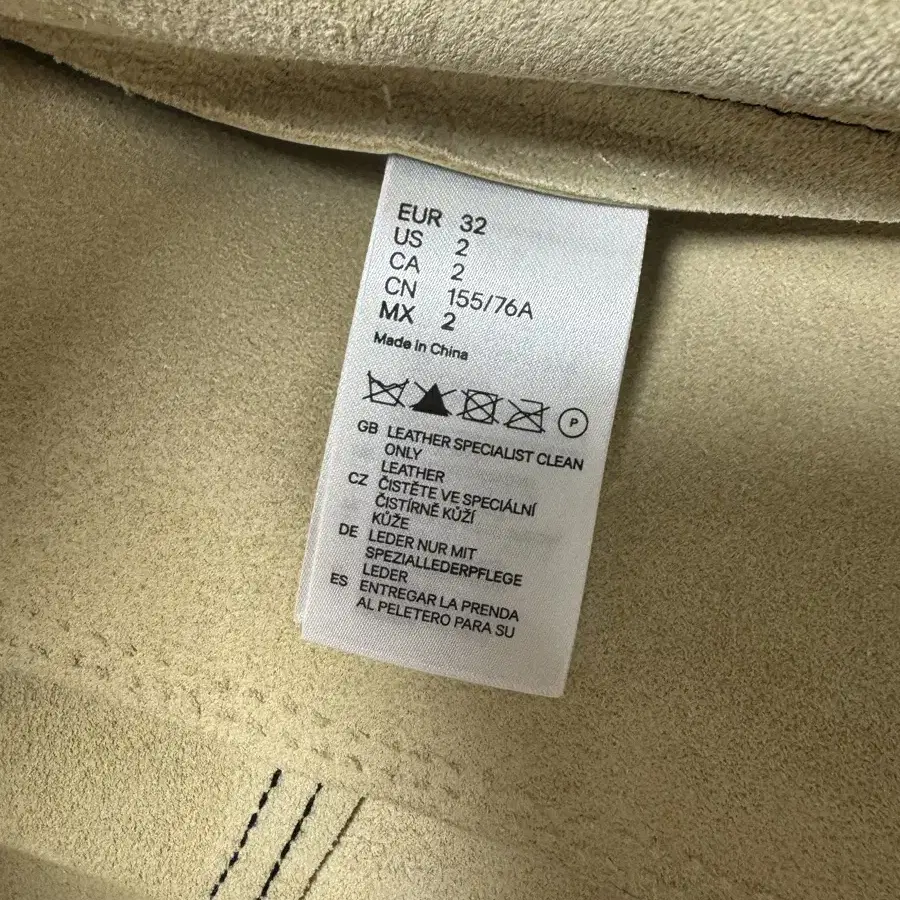 EUR 32
US 2
CA 2
CN 155/76A
MX 2
Made in China
P
GB LEATHER SPECIALIST CLEAN
ONLY
LEATHER
CZ ČISTĚTE VE SPECIÁLNÍ
ČISTÍRNĚ KŮŽÍ
KŮŽE
DE LEDER NUR MIT
SPEZIALLEDERPFLEGE
LEDER
ES ENTREGAR LA PRENDA
AL PELETERO PARA SU